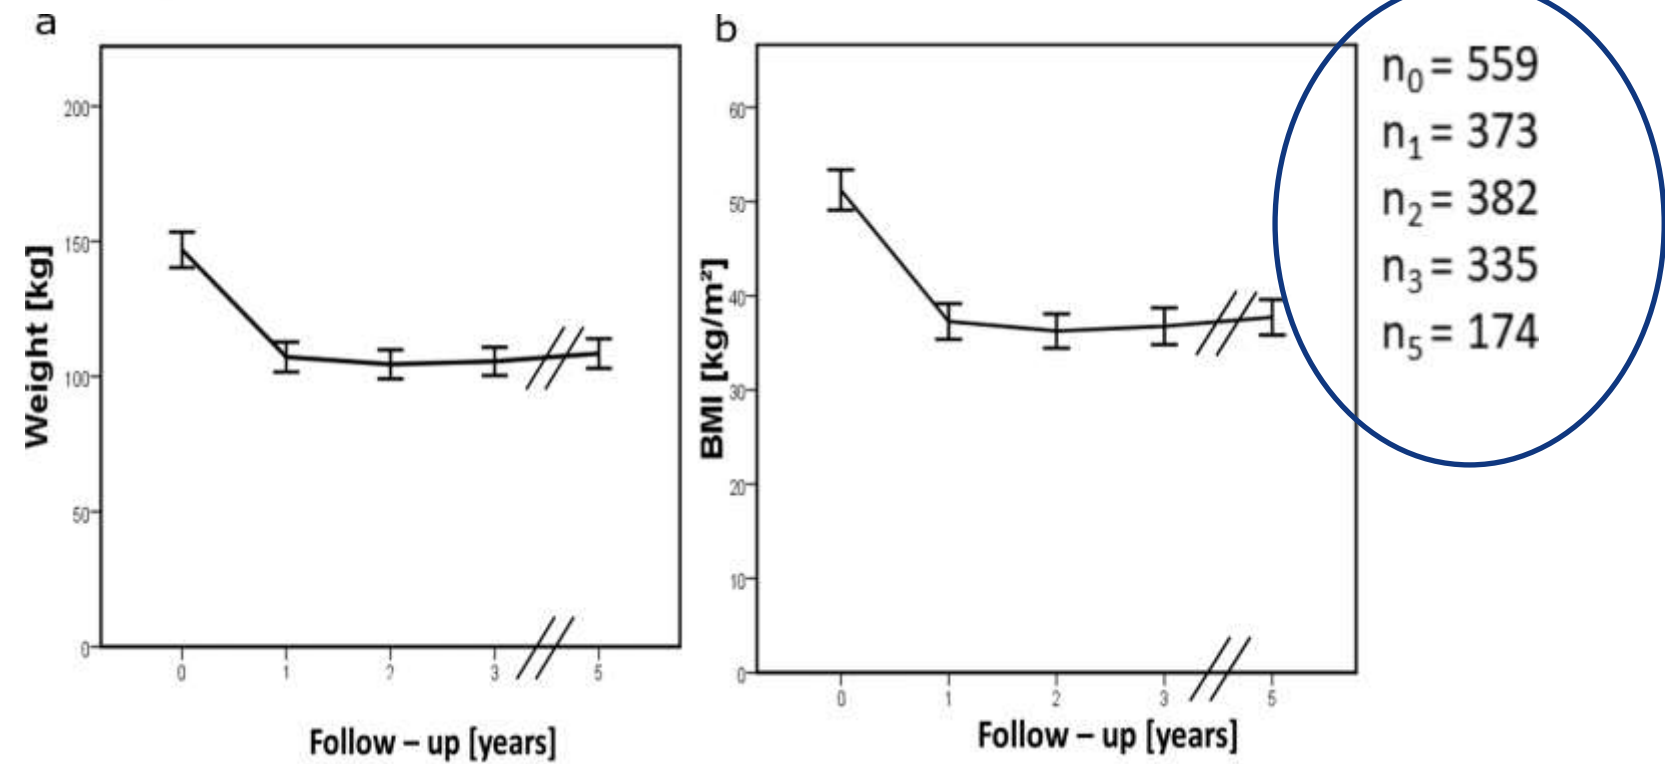 a
200
150
100
50
0
Weight [kg]
0 1 2 3 5
Follow – up [years]
b
60
50
40
30
20
10
0
BMI [kg/m²]
0 1 2 3 5
Follow – up [years]
n₀ = 559
n₁ = 373
n₂ = 382
n₃ = 335
n₅ = 174